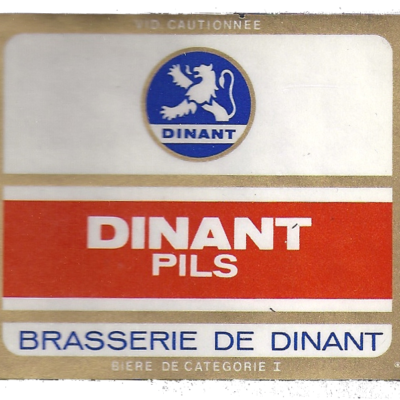 VID. CAUTIONNEE
DINANT
DINANT
PILS
BRASSERIE DE DINANT
BIERE DE CATEGORIE I